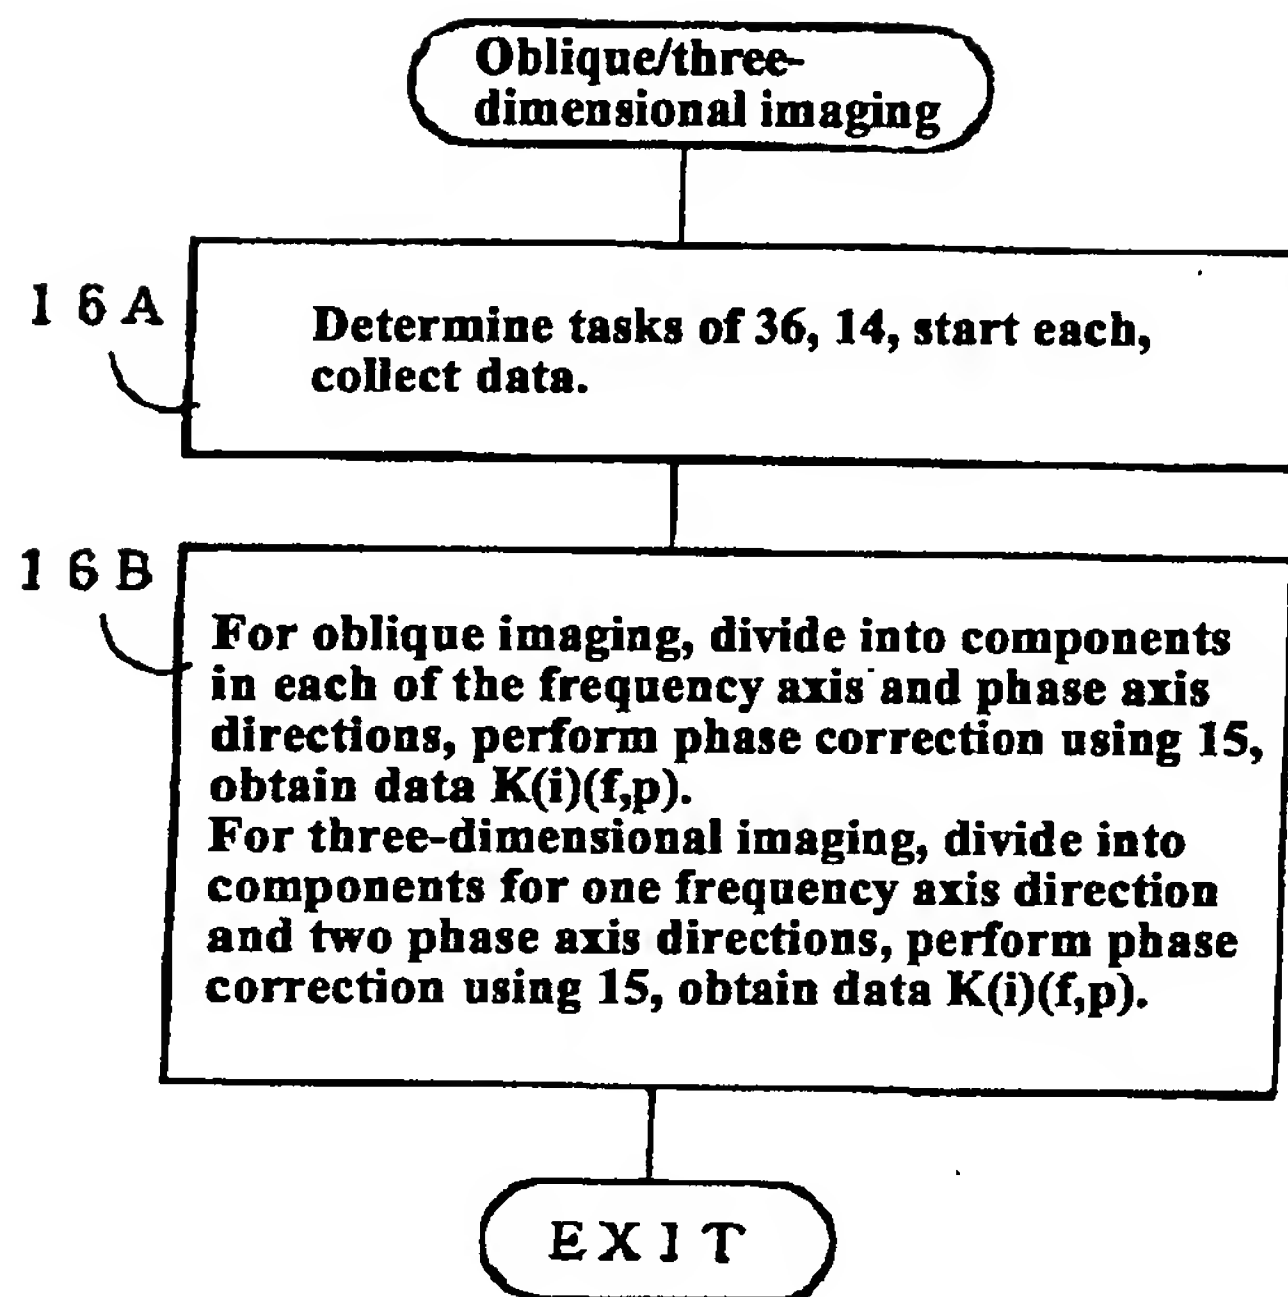 Oblique/three-
dimensional imaging
16A
Determine tasks of 36, 14, start each,
collect data.
16B
For oblique imaging, divide into components
in each of the frequency axis and phase axis
directions, perform phase correction using 15,
obtain data K(i)(f,p).
For three-dimensional imaging, divide into
components for one frequency axis direction
and two phase axis directions, perform phase
correction using 15, obtain data K(i)(f,p).
EXIT